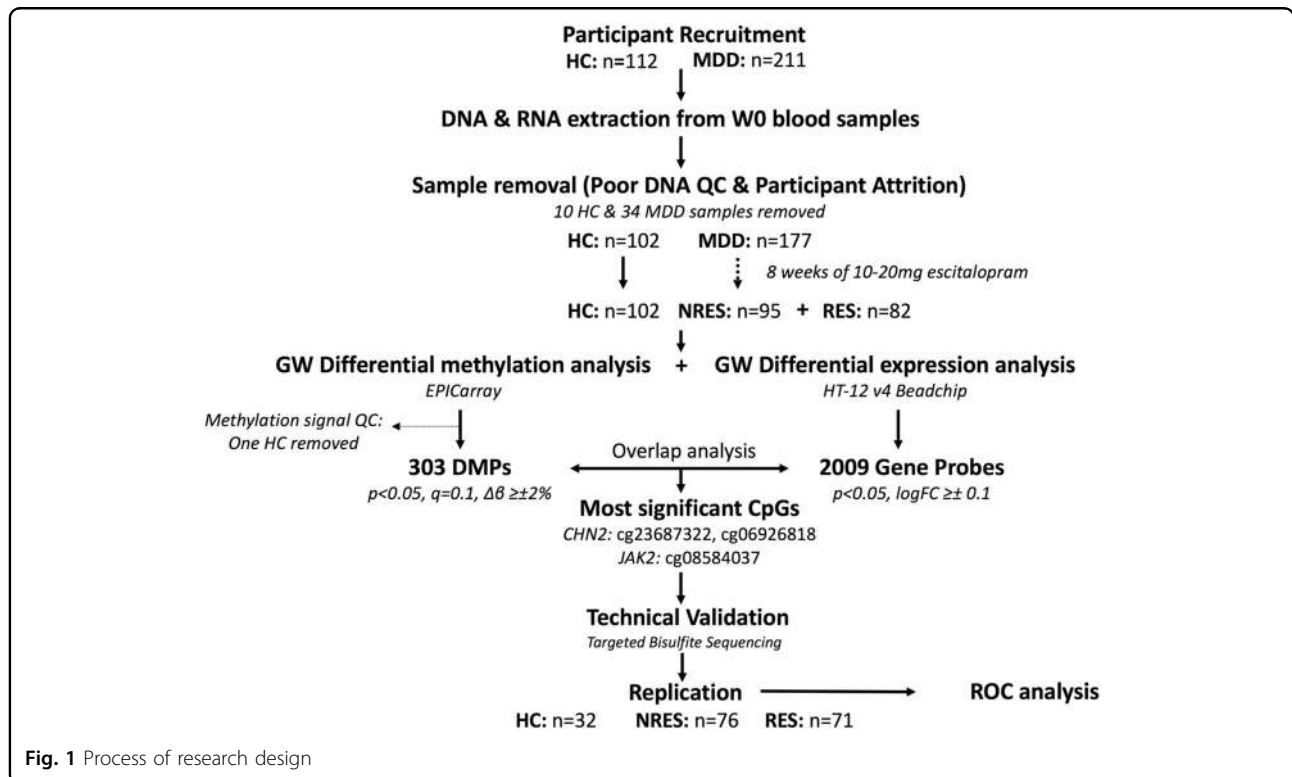 Participant Recruitment
HC: n=112 MDD: n=211
DNA & RNA extraction from W0 blood samples
Sample removal (Poor DNA QC & Participant Attrition)
10 HC & 34 MDD samples removed
HC: n=102 MDD: n=177
8 weeks of 10-20mg escitalopram
HC: n=102 NRES: n=95 + RES: n=82
GW Differential methylation analysis + GW Differential expression analysis
EPICarray HT-12 v4 Beadchip
Methylation signal QC:
One HC removed
Overlap analysis
303 DMPs 2009 Gene Probes
p<0.05, q=0.1, Δβ ≥±2% p<0.05, logFC ≥± 0.1
Most significant CpGs
CHN2: cg23687322, cg06926818
JAK2: cg08584037
Technical Validation
Targeted Bisulfite Sequencing
Replication ROC analysis
HC: n=32 NRES: n=76 RES: n=71
Fig. 1 Process of research design